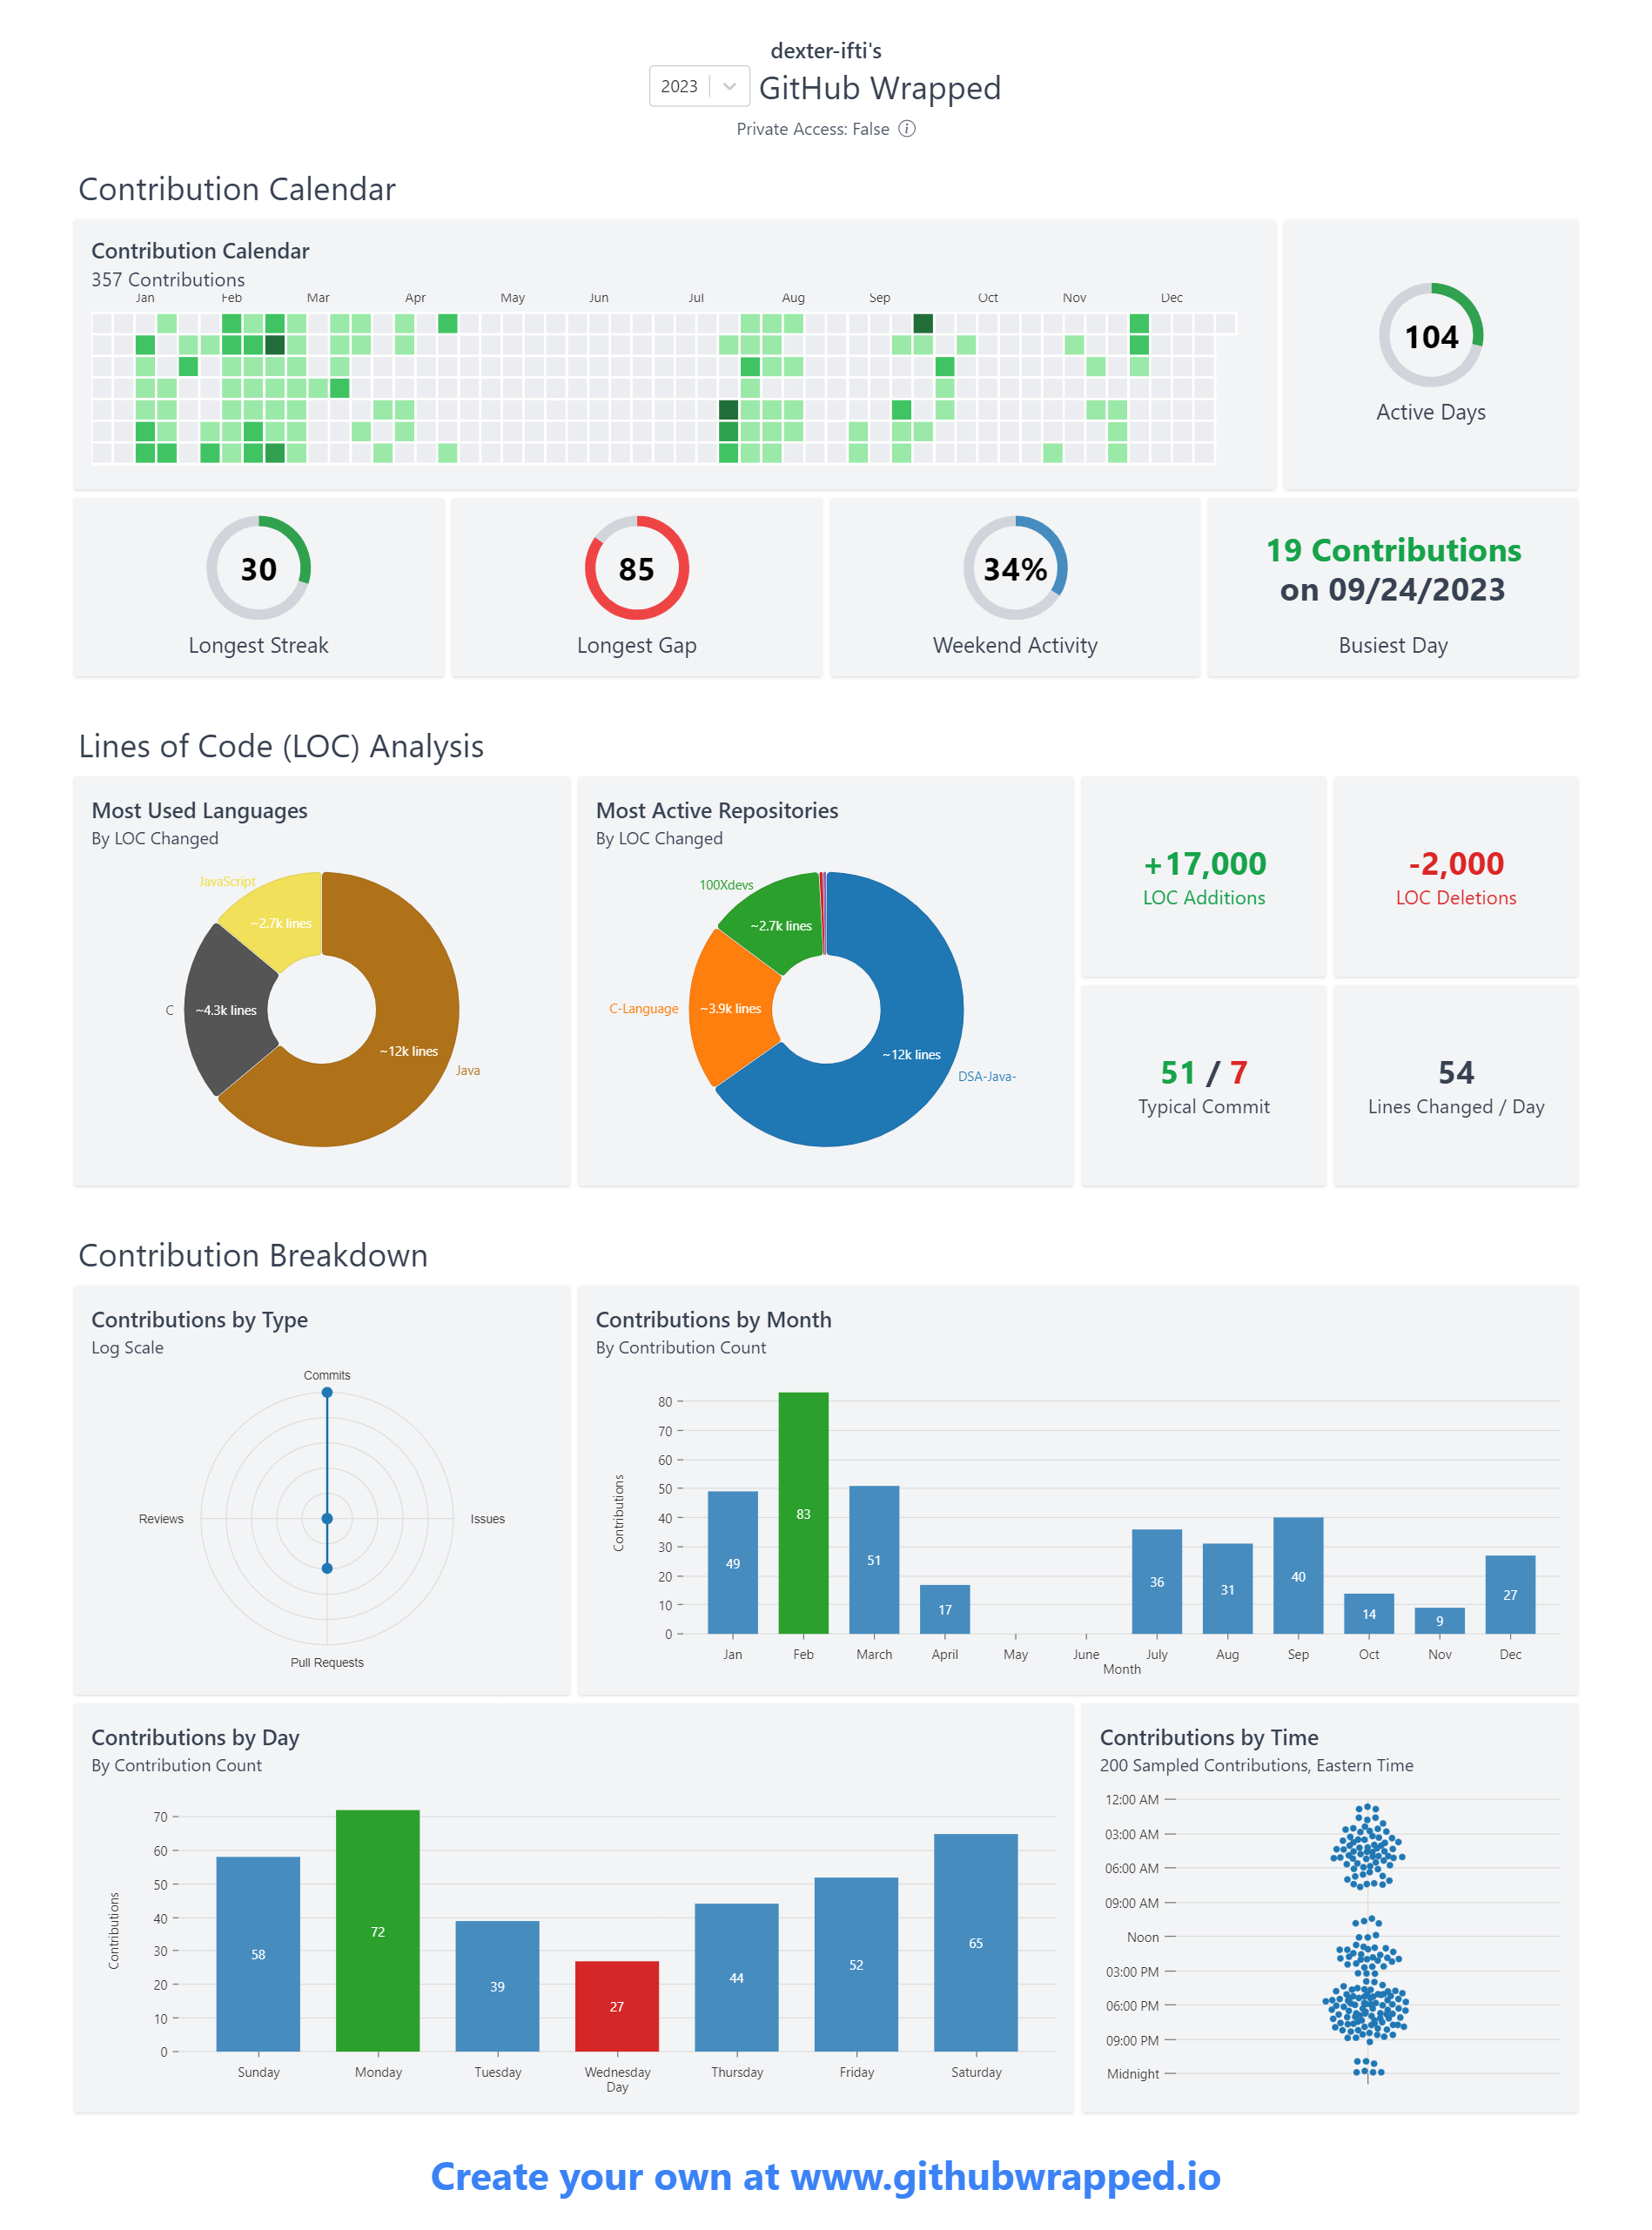 dexter-ifti's
2023
GitHub Wrapped
Private Access: False
Contribution Calendar
Contribution Calendar
357 Contributions
Jan Feb Mar Apr May Jun Jul Aug Sep Oct Nov Dec
104
Active Days
30
Longest Streak
85
Longest Gap
34%
Weekend Activity
19 Contributions
on 09/24/2023
Busiest Day
Lines of Code (LOC) Analysis
Most Used Languages
By LOC Changed
JavaScript
~2.7k lines
C
~4.3k lines
~12k lines
Java
Most Active Repositories
By LOC Changed
100Xdevs
~2.7k lines
C-Language
~3.9k lines
~12k lines
DSA-Java-
+17,000
LOC Additions
-2,000
LOC Deletions
51 / 7
Typical Commit
54
Lines Changed / Day
Contribution Breakdown
Contributions by Type
Log Scale
Commits
Reviews
Issues
Pull Requests
Contributions by Month
By Contribution Count
Contributions
80
70
60
50
40
30
20
10
0
49
83
51
17
36
31
40
14
9
27
Jan Feb March April May June July Aug Sep Oct Nov Dec
Month
Contributions by Day
By Contribution Count
Contributions
70
60
50
40
30
20
10
0
58
72
39
27
44
52
65
Sunday Monday Tuesday Wednesday Thursday Friday Saturday
Day
Contributions by Time
200 Sampled Contributions, Eastern Time
12:00 AM
03:00 AM
06:00 AM
09:00 AM
Noon
03:00 PM
06:00 PM
09:00 PM
Midnight
Create your own at www.githubwrapped.io